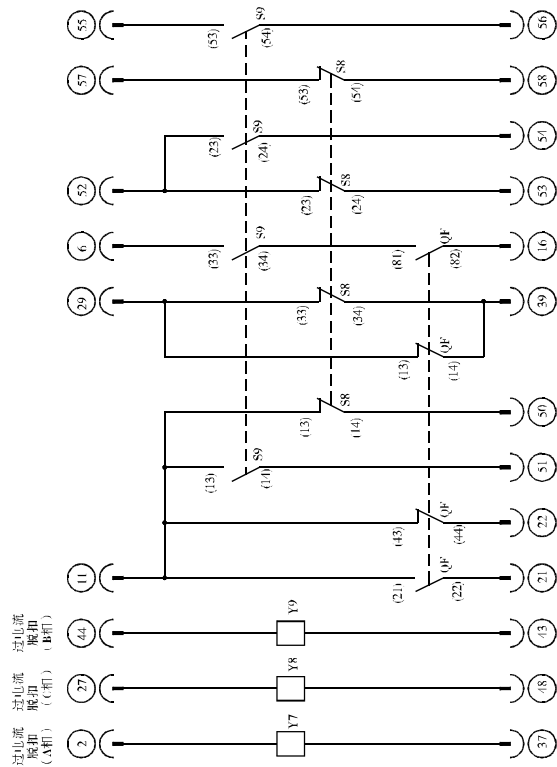 55
(53)
S9
(54)
56
57
(53)
S8
(54)
58
(23)
S9
(24)
54
52
(23)
S8
(24)
53
6
(33)
S9
(34)
(81)
QF
(82)
16
29
(33)
S8
(34)
39
(13)
QF
(14)
(13)
S8
(14)
50
(13)
S9
(14)
51
(43)
QF
(44)
22
11
(21)
QF
(22)
21
过电流
脱扣
(B相)
44
Y9
43
过电流
脱扣
(C相)
27
Y8
48
过电流
脱扣
(A相)
2
Y7
37